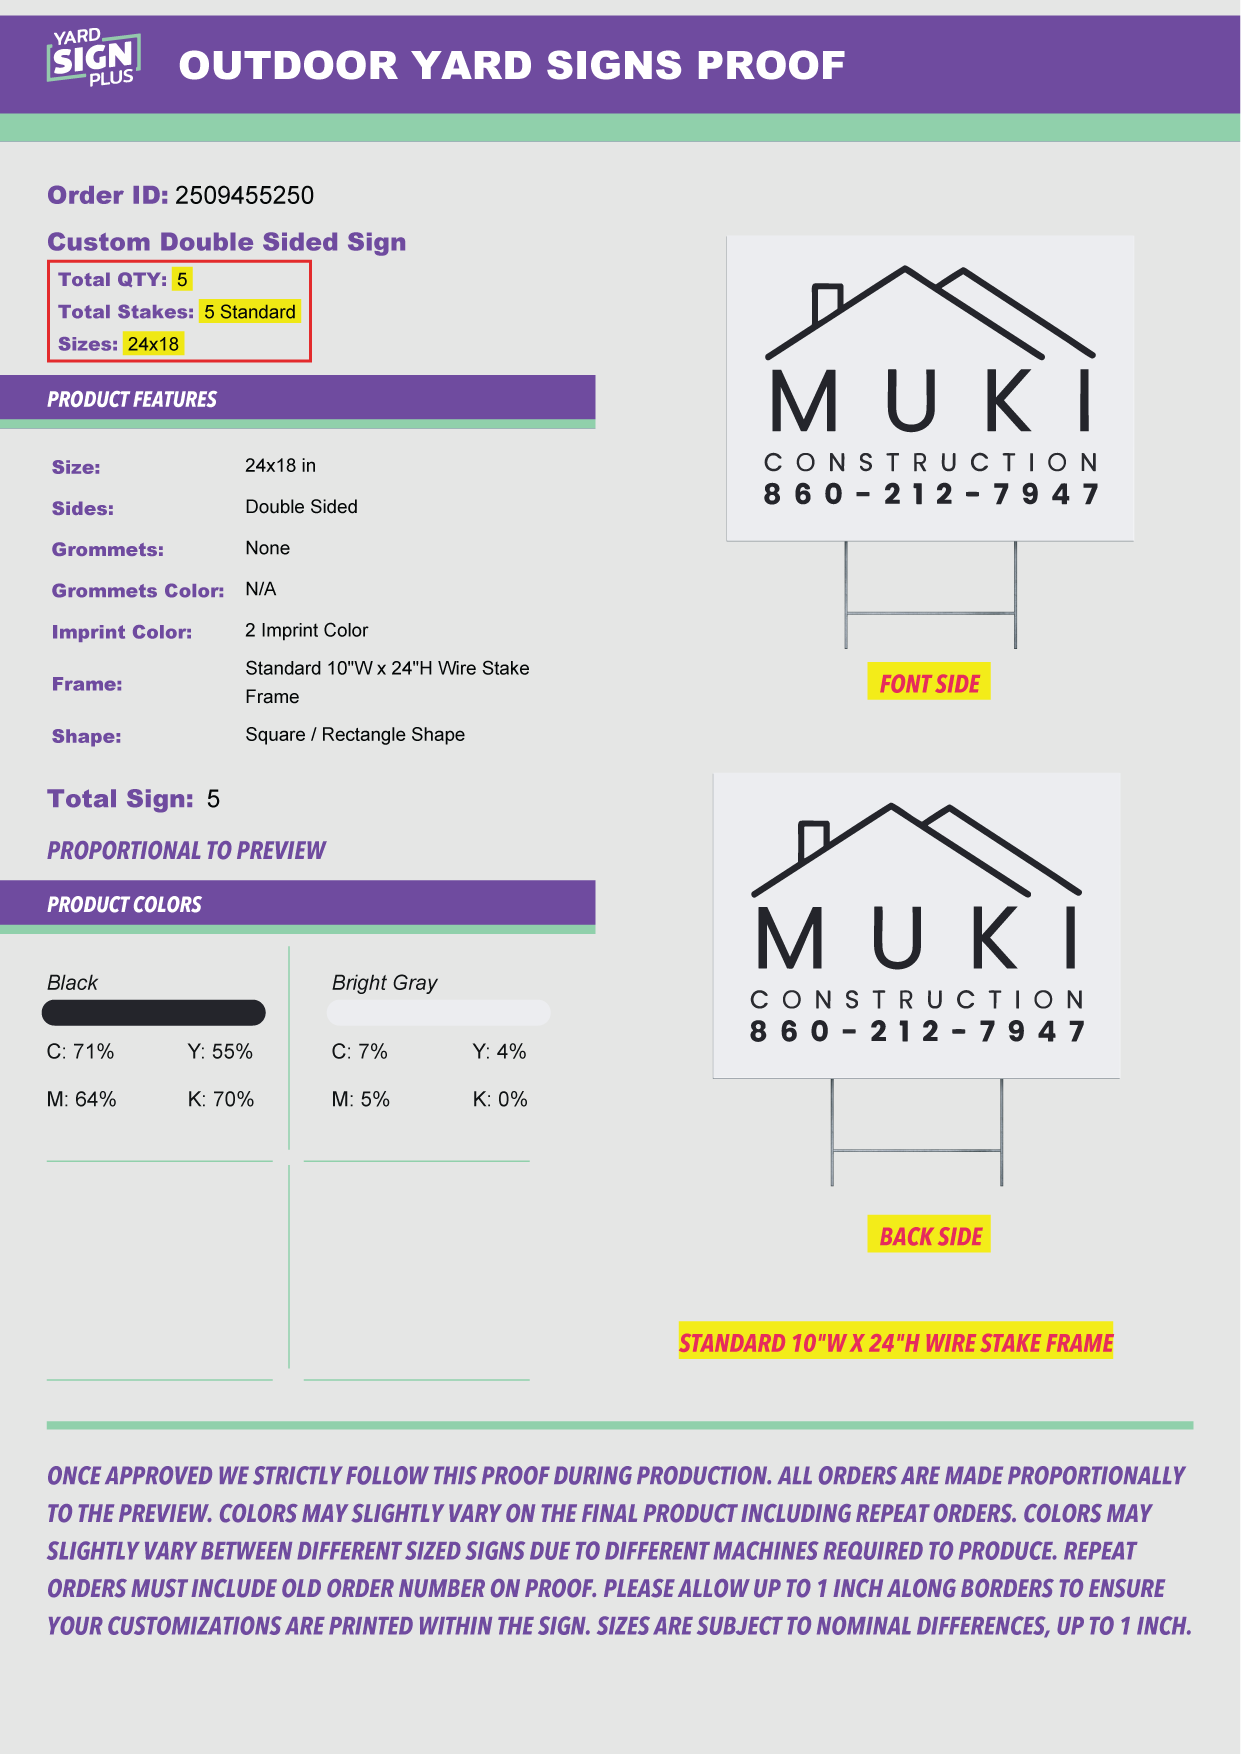 YARD
SIGN
PLUS
OUTDOOR YARD SIGNS PROOF
Order ID: 2509455250
Custom Double Sided Sign
Total QTY: 5
Total Stakes: 5 Standard
Sizes: 24x18
PRODUCT FEATURES
Size: 24x18 in
Sides: Double Sided
Grommets: None
Grommets Color: N/A
Imprint Color: 2 Imprint Color
Frame: Standard 10"W x 24"H Wire Stake
Frame
Shape: Square / Rectangle Shape
Total Sign: 5
PROPORTIONAL TO PREVIEW
PRODUCT COLORS
Black
C: 71% Y: 55%
M: 64% K: 70%
Bright Gray
C: 7% Y: 4%
M: 5% K: 0%
MUKI
CONSTRUCTION
860-212-7947
FONT SIDE
MUKI
CONSTRUCTION
860-212-7947
BACK SIDE
STANDARD 10"W X 24"H WIRE STAKE FRAME
ONCE APPROVED WE STRICTLY FOLLOW THIS PROOF DURING PRODUCTION. ALL ORDERS ARE MADE PROPORTIONALLY
TO THE PREVIEW. COLORS MAY SLIGHTLY VARY ON THE FINAL PRODUCT INCLUDING REPEAT ORDERS. COLORS MAY
SLIGHTLY VARY BETWEEN DIFFERENT SIZED SIGNS DUE TO DIFFERENT MACHINES REQUIRED TO PRODUCE. REPEAT
ORDERS MUST INCLUDE OLD ORDER NUMBER ON PROOF. PLEASE ALLOW UP TO 1 INCH ALONG BORDERS TO ENSURE
YOUR CUSTOMIZATIONS ARE PRINTED WITHIN THE SIGN. SIZES ARE SUBJECT TO NOMINAL DIFFERENCES, UP TO 1 INCH.